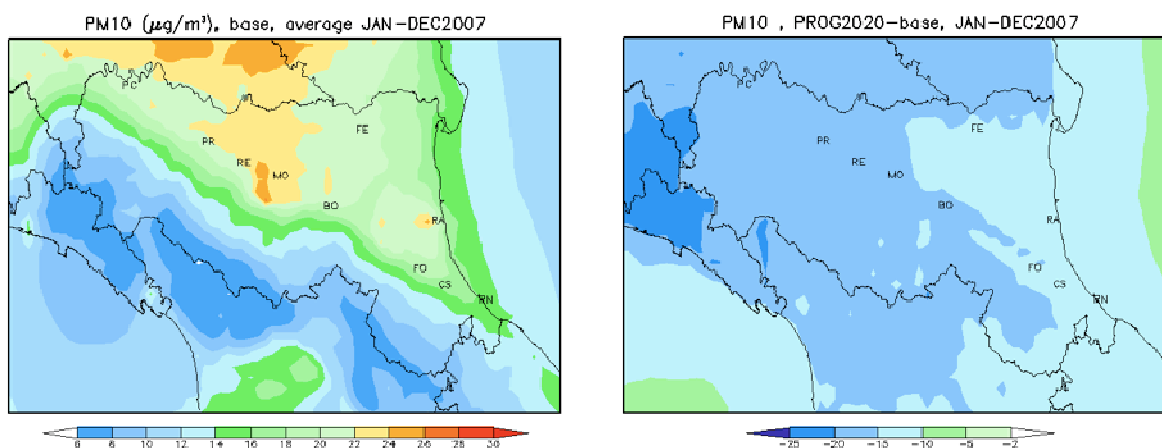 PM10 (μg/m³), base, average JAN-DEC2007
PC
FE
PR
RE
MO
BO
RA
FO
CS
RN
6 8 10 12 14 16 18 20 22 24 26 28 30
PM10 , PROG2020-base, JAN-DEC2007
PC
FE
PR
RE
MO
BO
RA
FO
CS
RN
-25 -20 -15 -10 -5 -2